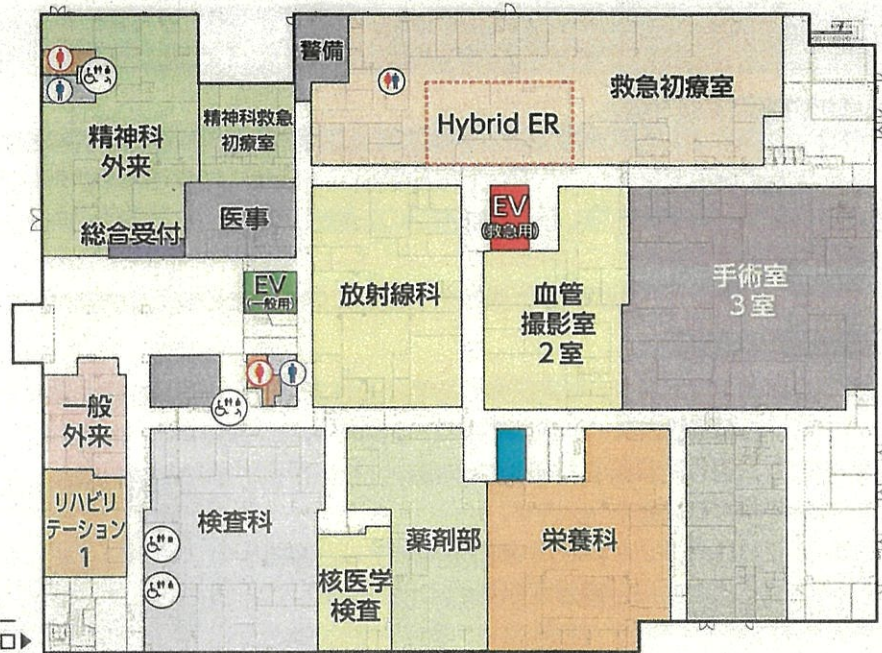 警備
救急初療室
Hybrid ER
精神科
外来
精神科救急
初療室
総合受付
医事
EV
(救急用)
EV
(一般用)
放射線科
血管
撮影室
2室
手術室
3室
一般
外来
リハビリ
テーション
1
検査科
核医学
検査
薬剤部
栄養科
口▶